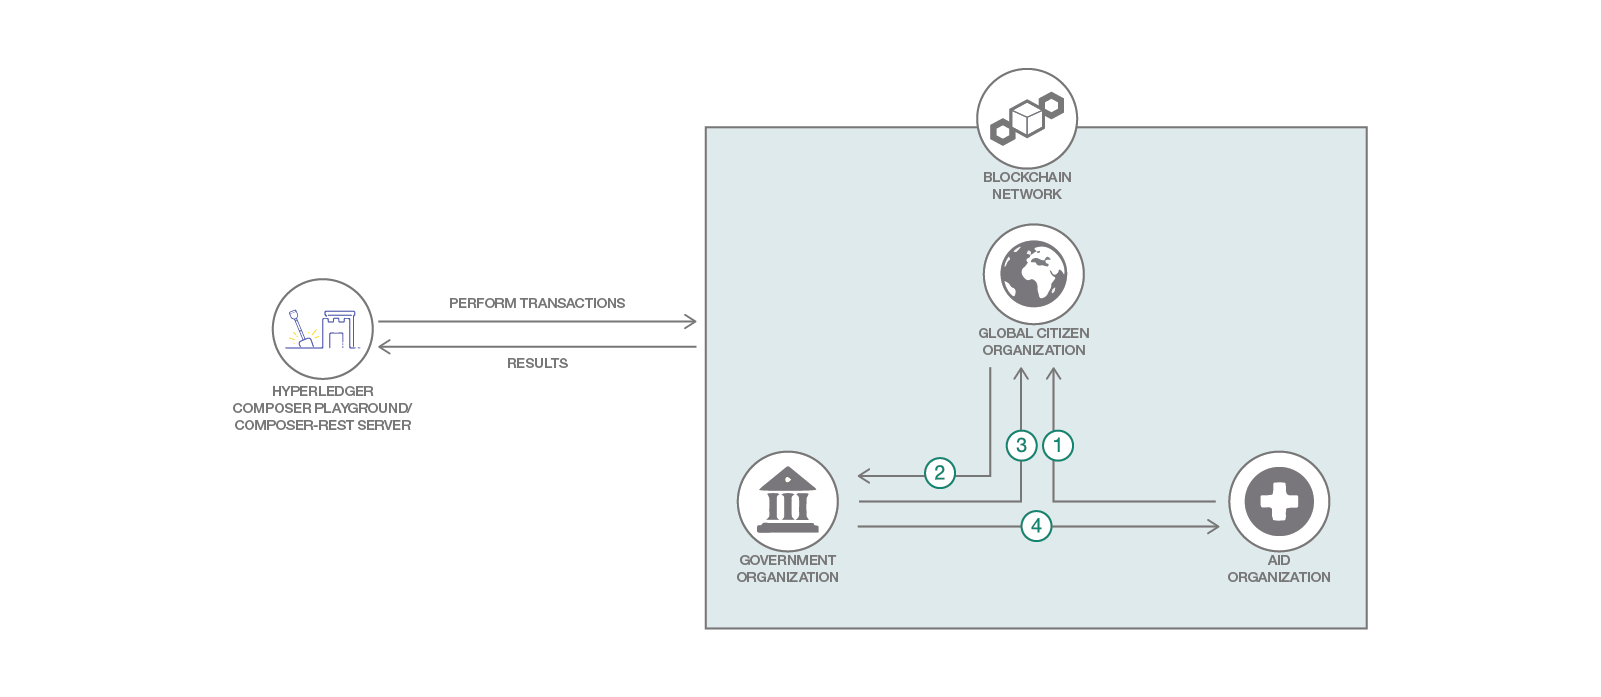 BLOCKCHAIN
NETWORK
GLOBAL CITIZEN
ORGANIZATION
PERFORM TRANSACTIONS
RESULTS
HYPERLEDGER
COMPOSER PLAYGROUND/
COMPOSER-REST SERVER
3
1
2
4
GOVERNMENT
ORGANIZATION
AID
ORGANIZATION